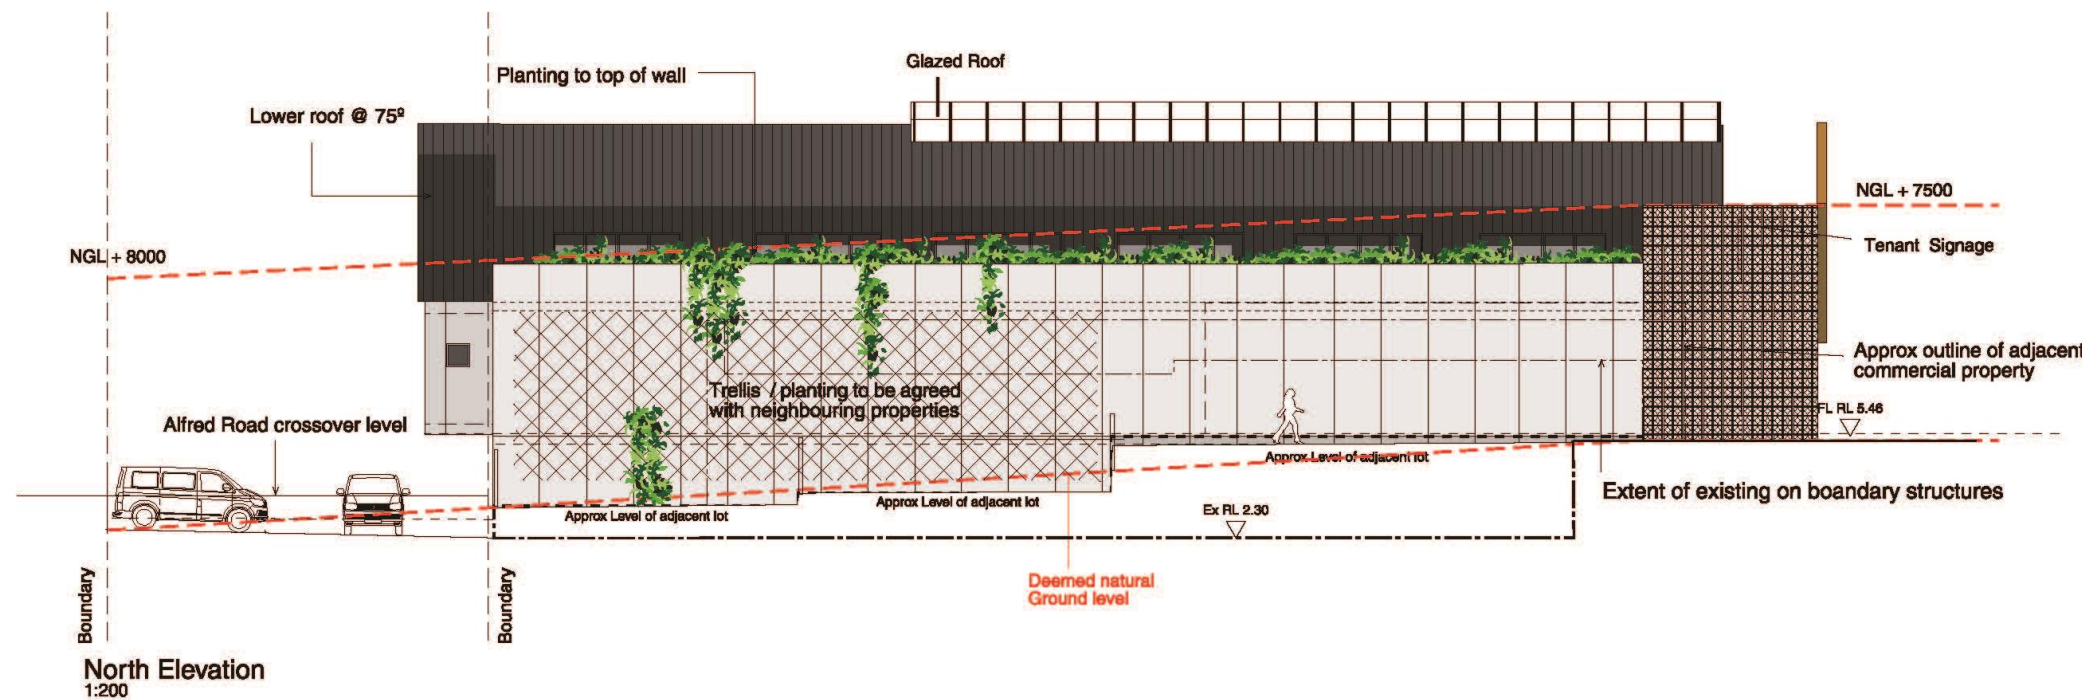 Glazed Roof
Planting to top of wall
Lower roof @ 75º
NGL + 7500
Tenant Signage
NGL + 8000
Approx outline of adjacent
commercial property
Trellis / planting to be agreed
with neighbouring properties
FL RL 5.46
Alfred Road crossover level
Approx Level of adjacent lot
Extent of existing on boandary structures
Approx Level of adjacent lot
Approx Level of adjacent lot
Ex RL 2.30
Deemed natural
Ground level
Boundary
Boundary
North Elevation
1:200